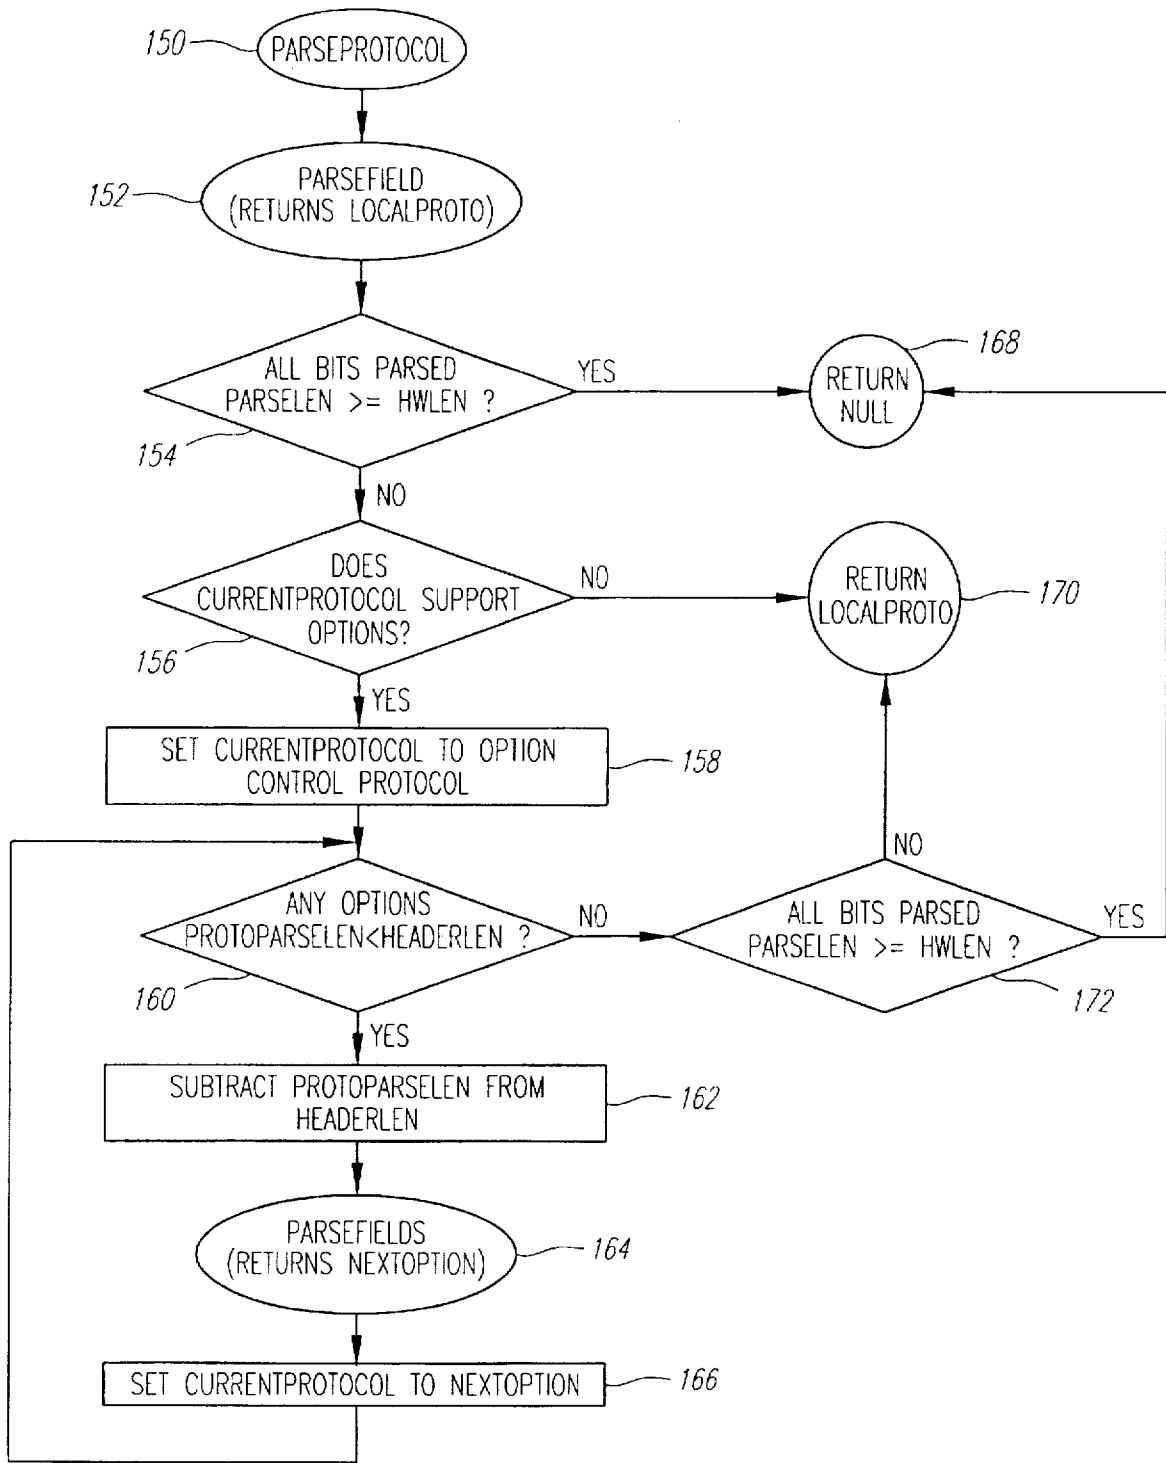 150
PARSEPROTOCOL
152
PARSEFIELD
(RETURNS LOCALPROTO)
ALL BITS PARSED
PARSELEN >= HWLEN ?
154
YES
168
RETURN
NULL
NO
DOES
CURRENTPROTOCOL SUPPORT
OPTIONS?
156
NO
RETURN
LOCALPROTO
170
YES
SET CURRENTPROTOCOL TO OPTION
CONTROL PROTOCOL
158
ANY OPTIONS
PROTOPARSELEN<HEADERLEN ?
160
NO
NO
ALL BITS PARSED
PARSELEN >= HWLEN ?
172
YES
YES
SUBTRACT PROTOPARSELEN FROM
HEADERLEN
162
PARSEFIELDS
(RETURNS NEXTOPTION)
164
SET CURRENTPROTOCOL TO NEXTOPTION
166